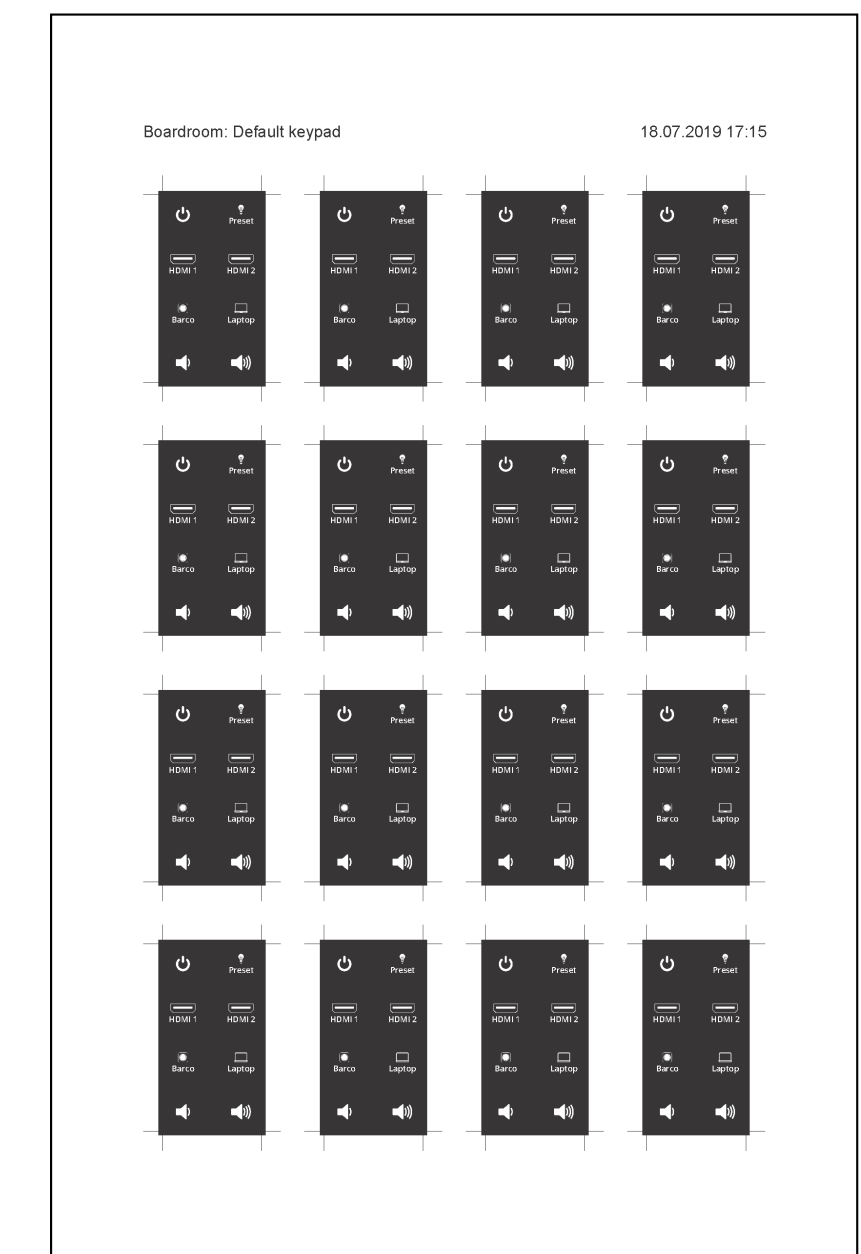 Boardroom: Default keypad 18.07.2019 17:15
Preset Preset Preset Preset
HDMI 1 HDMI 2 HDMI 1 HDMI 2 HDMI 1 HDMI 2 HDMI 1 HDMI 2
Barco Laptop Barco Laptop Barco Laptop Barco Laptop
Preset Preset Preset Preset
HDMI 1 HDMI 2 HDMI 1 HDMI 2 HDMI 1 HDMI 2 HDMI 1 HDMI 2
Barco Laptop Barco Laptop Barco Laptop Barco Laptop
Preset Preset Preset Preset
HDMI 1 HDMI 2 HDMI 1 HDMI 2 HDMI 1 HDMI 2 HDMI 1 HDMI 2
Barco Laptop Barco Laptop Barco Laptop Barco Laptop
Preset Preset Preset Preset
HDMI 1 HDMI 2 HDMI 1 HDMI 2 HDMI 1 HDMI 2 HDMI 1 HDMI 2
Barco Laptop Barco Laptop Barco Laptop Barco Laptop